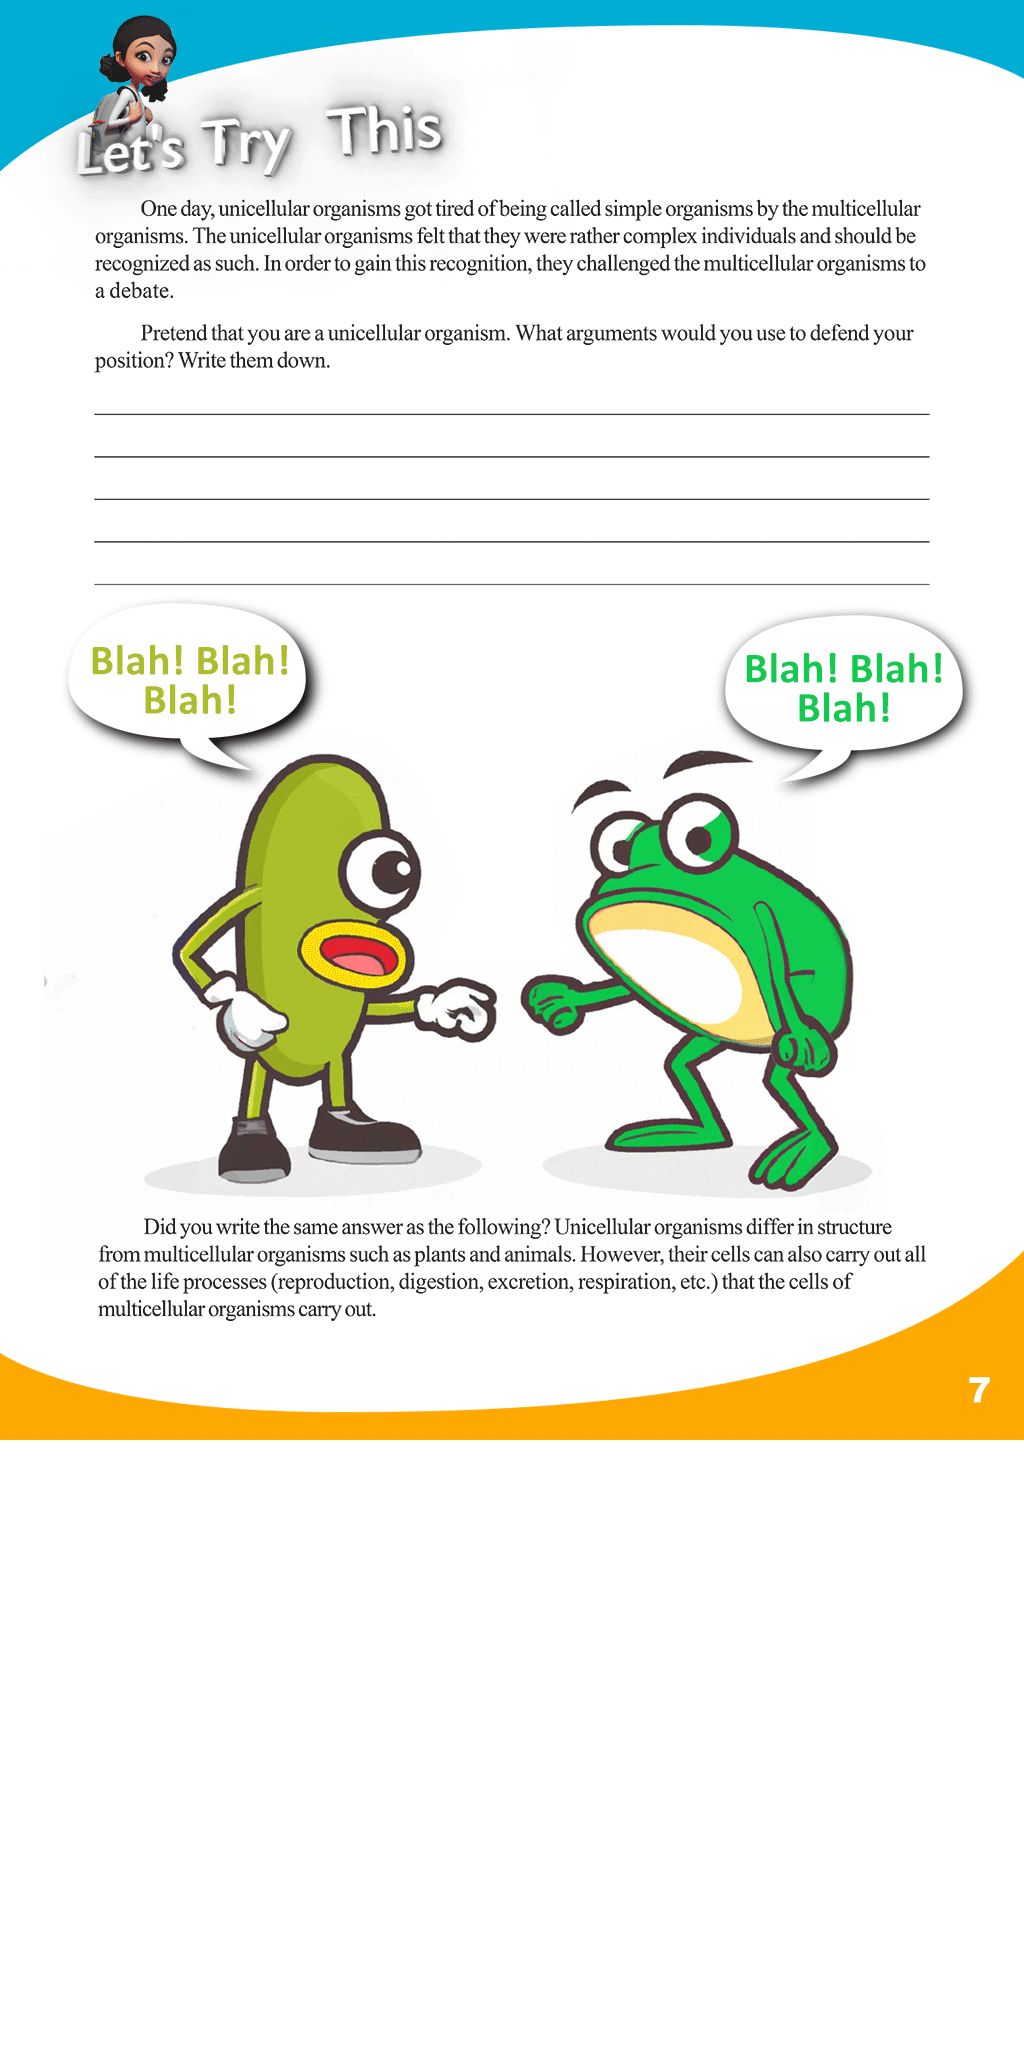 Let's Try This
One day, unicellular organisms got tired of being called simple organisms by the multicellular
organisms. The unicellular organisms felt that they were rather complex individuals and should be
recognized as such. In order to gain this recognition, they challenged the multicellular organisms to
a debate.
Pretend that you are a unicellular organism. What arguments would you use to defend your
position? Write them down.
Blah! Blah!
Blah!
Blah! Blah!
Blah!
Did you write the same answer as the following? Unicellular organisms differ in structure
from multicellular organisms such as plants and animals. However, their cells can also carry out all
of the life processes (reproduction, digestion, excretion, respiration, etc.) that the cells of
multicellular organisms carry out.
7